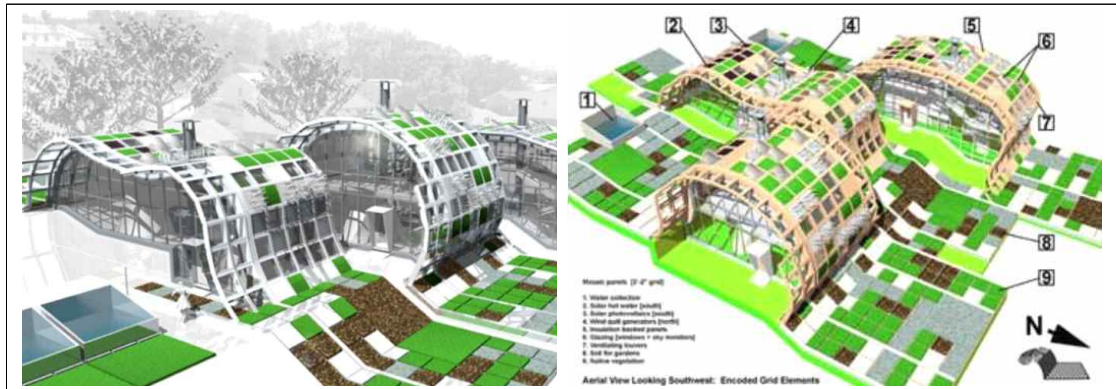 2
3
4
5
6
1
7
8
9
Mosaic panels [3'-2" grid]
1. Water collection
2. Solar hot water [south]
3. Solar photovoltaics [south]
4. Wind quill generators [north]
5. Insulation backed panels
6. Glazing [windows + sky monitors]
7. Ventilating louvers
8. Soil for gardens
9. Native vegetation
N
Aerial View Looking Southwest: Encoded Grid Elements